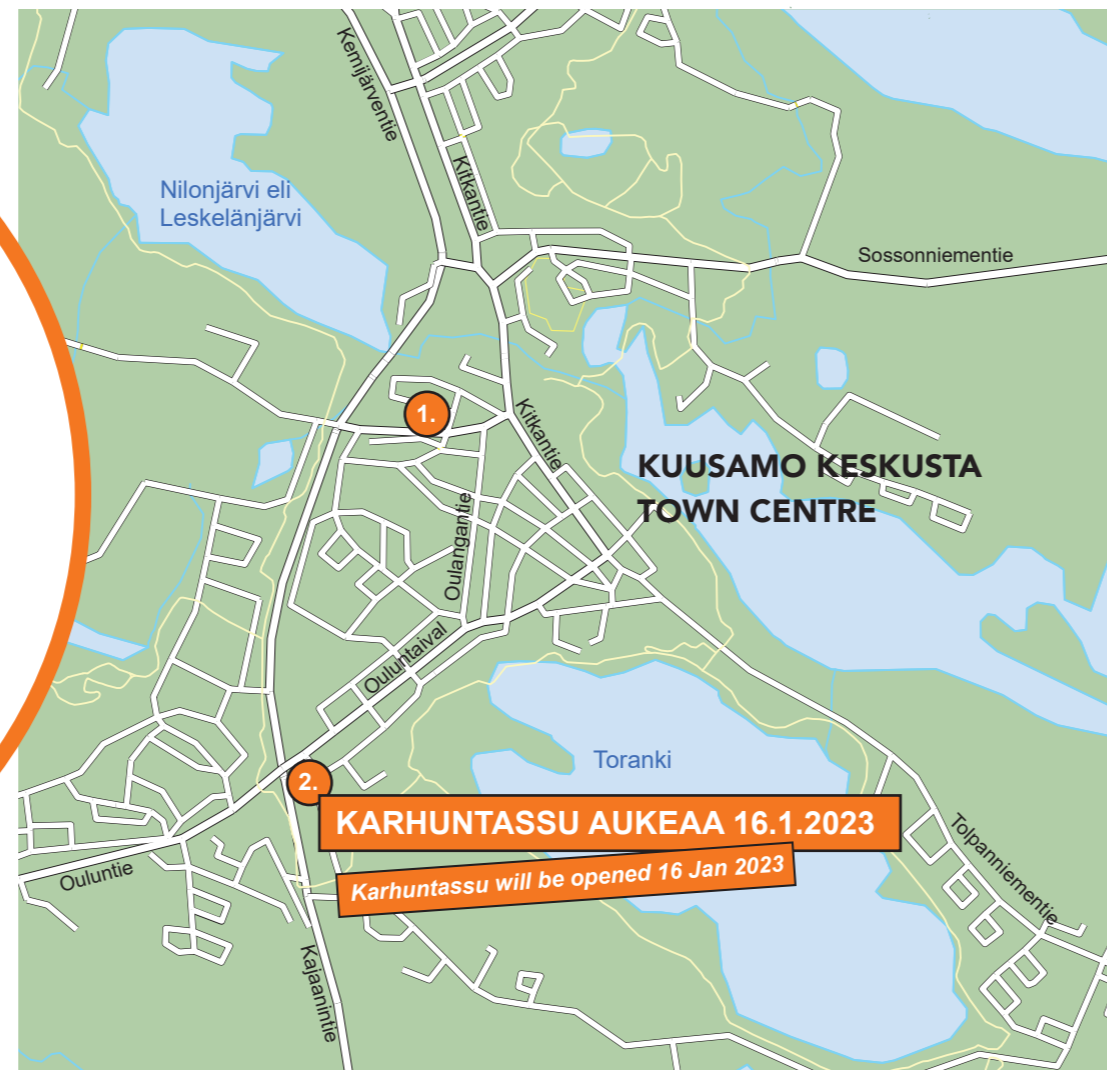 Kemijärventie
Kitkantie
Nilonjärvi eli
Leskelänjärvi
Sossonniementie
1.
Kitkantie
KUUSAMO KESKUSTA
TOWN CENTRE
Oulangantie
Ouluntaival
Toranki
2.
KARHUNTASSU AUKEAA 16.1.2023
Karhuntassu will be opened 16 Jan 2023
Tolpanniementie
Ouluntie
Kajaanintie